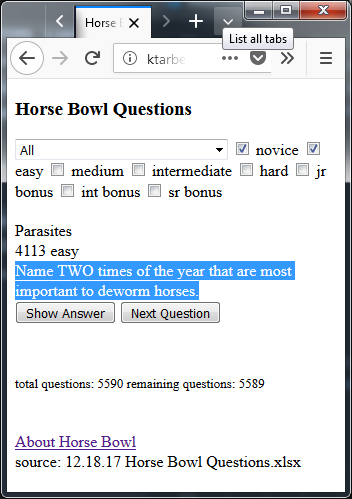 Horse B
List all tabs
ktarbe
Horse Bowl Questions
All novice
easy medium intermediate hard jr
bonus int bonus sr bonus
Parasites
4113 easy
Name TWO times of the year that are most
important to deworm horses.
Show Answer Next Question
total questions: 5590 remaining questions: 5589
About Horse Bowl
source: 12.18.17 Horse Bowl Questions.xlsx